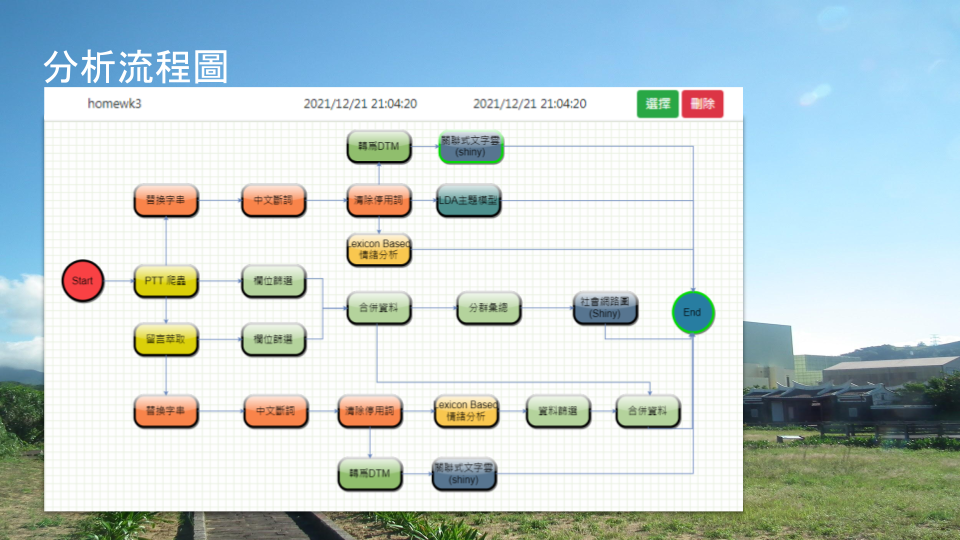 分析流程圖
homewk3
2021/12/21 21:04:20
2021/12/21 21:04:20
選擇
刪除
轉為DTM
關聯式文字雲
(shiny)
替換字串
中文斷詞
清除停用詞
LDA主題模型
Lexicon Based
情緒分析
Start
PTT 爬蟲
欄位篩選
合併資料
分群彙總
社會網路圖
(Shiny)
End
留言萃取
欄位篩選
替換字串
中文斷詞
清除停用詞
Lexicon Based
情緒分析
資料篩選
合併資料
轉為DTM
關聯式文字雲
(shiny)